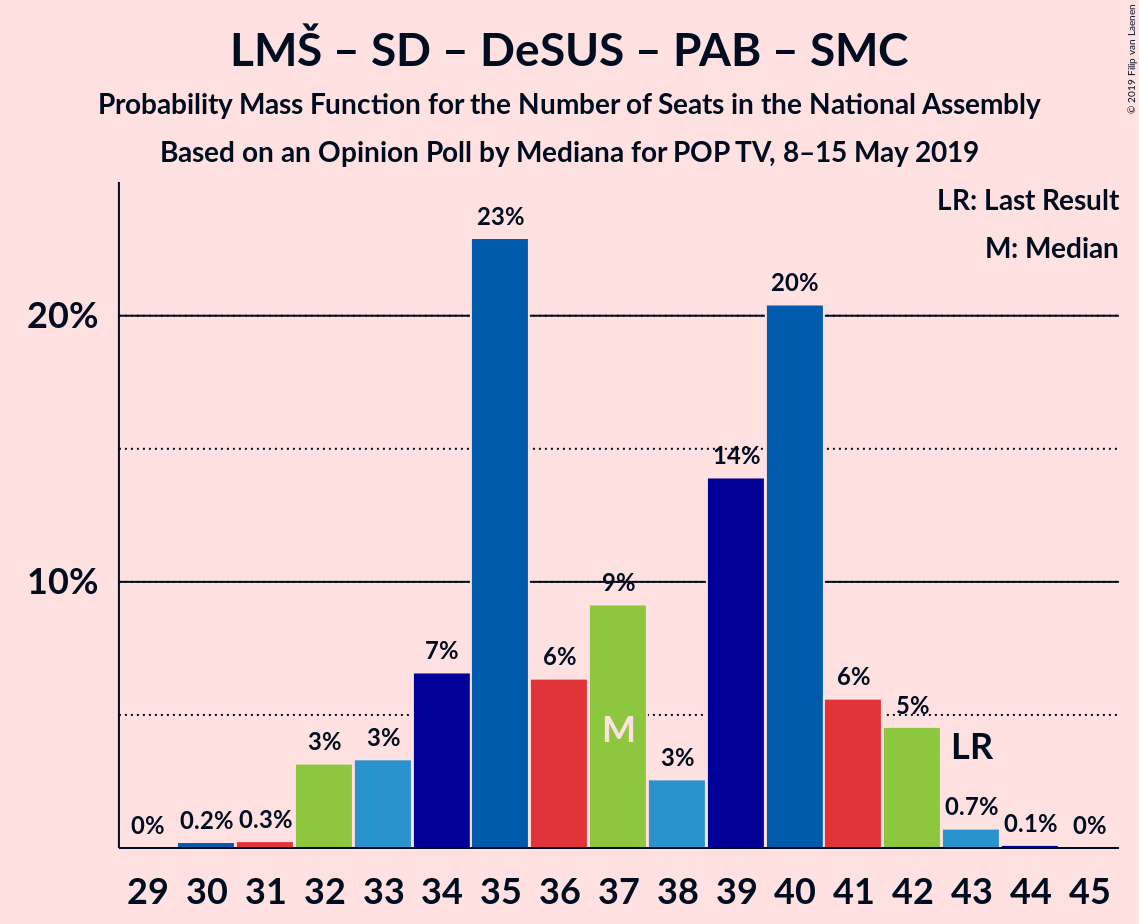 LMŠ – SD – DeSUS – PAB – SMC
Probability Mass Function for the Number of Seats in the National Assembly
Based on an Opinion Poll by Mediana for POP TV, 8–15 May 2019
© 2019 Filip van Laenen
LR: Last Result
M: Median
20%
10%
0%
0.2%
0.3%
3%
3%
7%
23%
6%
9%
3%
14%
20%
6%
5%
0.7%
0.1%
0%
M
LR
29 30 31 32 33 34 35 36 37 38 39 40 41 42 43 44 45